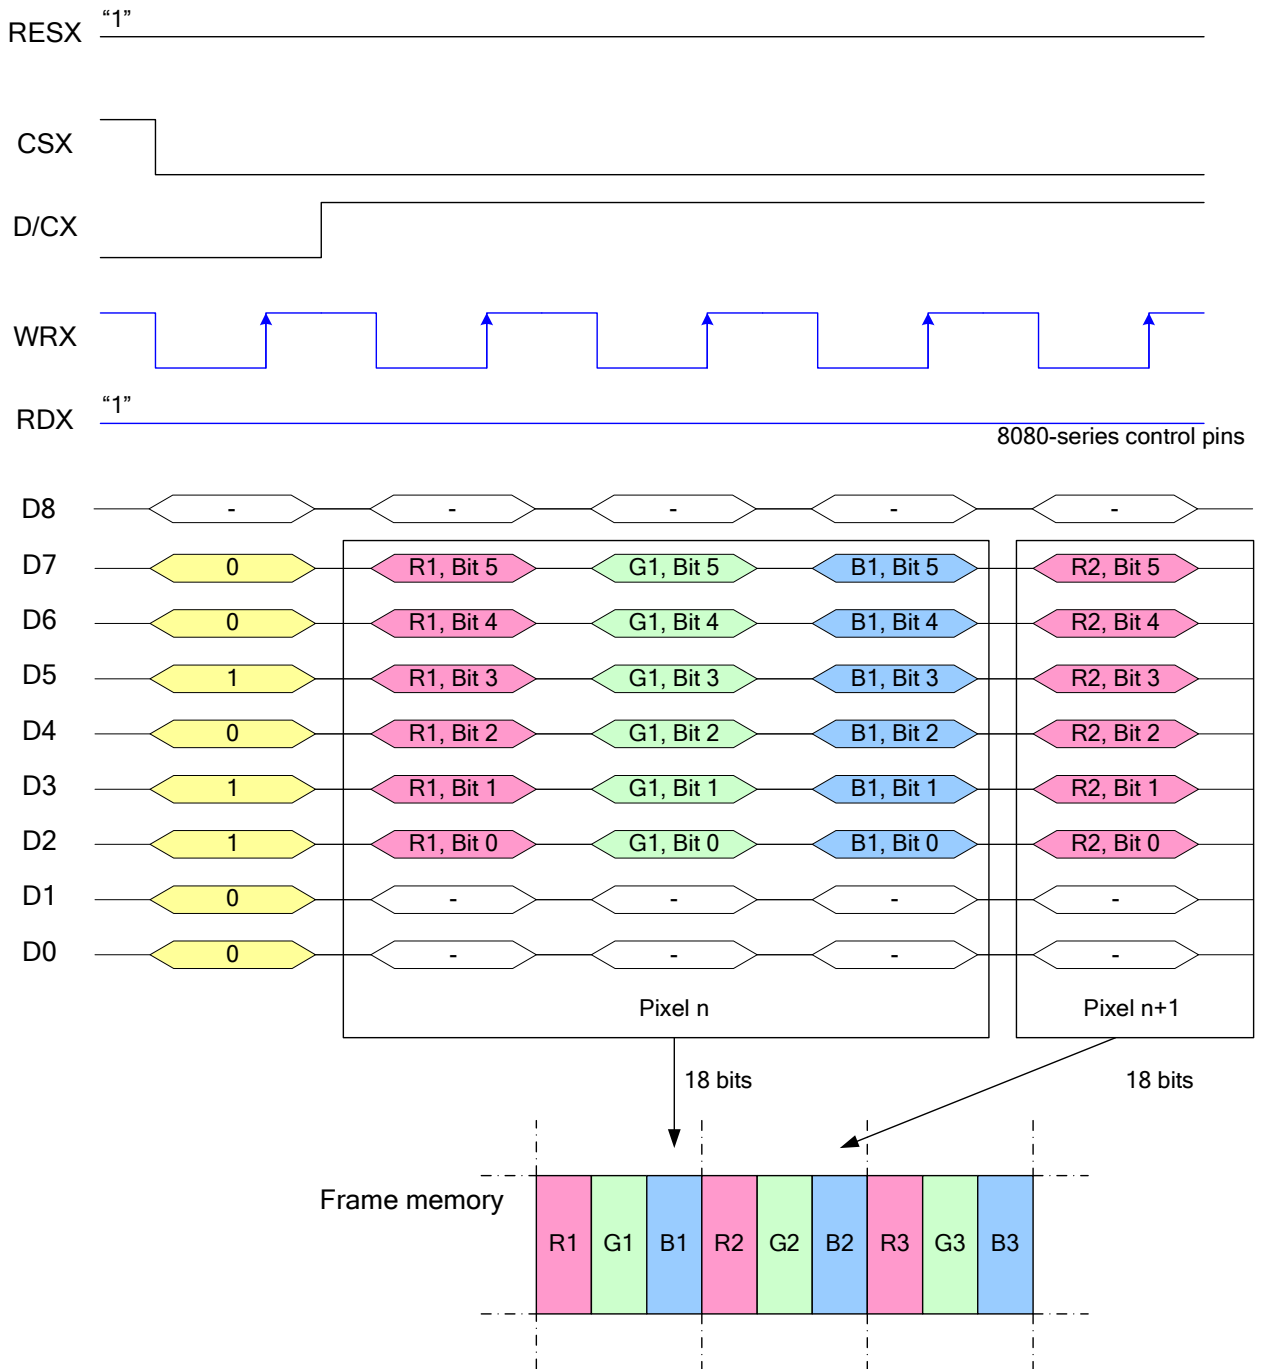 RESX “1”
CSX
D/CX
WRX
RDX “1”
8080-series control pins
D8 - - - - -
D7 0 R1, Bit 5 G1, Bit 5 B1, Bit 5 R2, Bit 5
D6 0 R1, Bit 4 G1, Bit 4 B1, Bit 4 R2, Bit 4
D5 1 R1, Bit 3 G1, Bit 3 B1, Bit 3 R2, Bit 3
D4 0 R1, Bit 2 G1, Bit 2 B1, Bit 2 R2, Bit 2
D3 1 R1, Bit 1 G1, Bit 1 B1, Bit 1 R2, Bit 1
D2 1 R1, Bit 0 G1, Bit 0 B1, Bit 0 R2, Bit 0
D1 0 - - - -
D0 0 - - - -
Pixel n Pixel n+1
18 bits 18 bits
Frame memory
R1 G1 B1 R2 G2 B2 R3 G3 B3